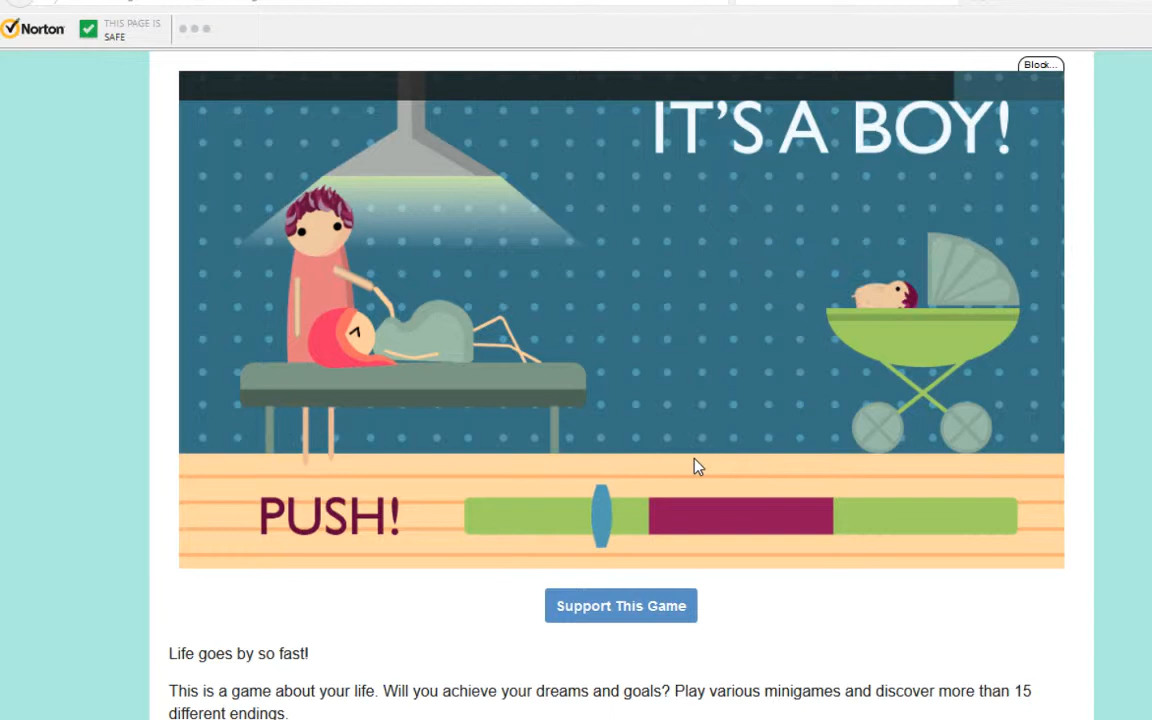 Norton
THIS PAGE IS
SAFE
Block...
IT'S A BOY!
PUSH!
Support This Game
Life goes by so fast!
This is a game about your life. Will you achieve your dreams and goals? Play various minigames and discover more than 15
different endings.